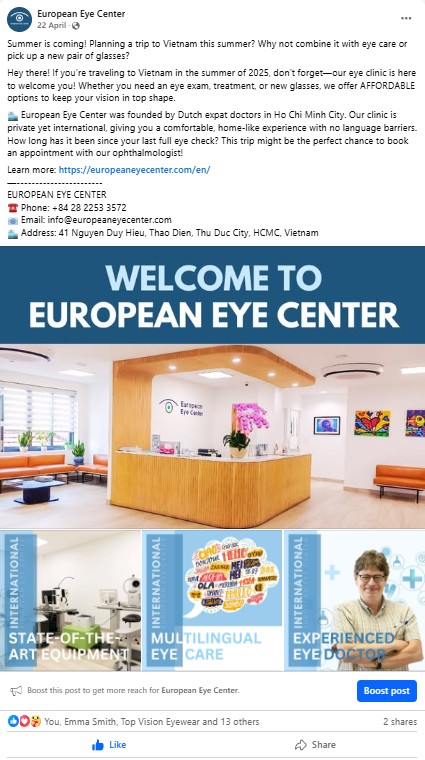 European Eye Center
22 April ·
Summer is coming! Planning a trip to Vietnam this summer? Why not combine it with eye care or
pick up a new pair of glasses?
Hey there! If you're traveling to Vietnam in the summer of 2025, don't forget—our eye clinic is here
to welcome you! Whether you need an eye exam, treatment, or new glasses, we offer AFFORDABLE
options to keep your vision in top shape.
European Eye Center was founded by Dutch expat doctors in Ho Chi Minh City. Our clinic is
private yet international, giving you a comfortable, home-like experience with no language barriers.
How long has it been since your last full eye check? This trip might be the perfect chance to book
an appointment with our ophthalmologist!
Learn more: https://europeaneyecenter.com/en/
—-----------------------
EUROPEAN EYE CENTER
Phone: +84 28 2253 3572
Email: info@europeaneyecenter.com
Address: 41 Nguyen Duy Hieu, Thao Dien, Thu Duc City, HCMC, Vietnam
WELCOME TO
EUROPEAN EYE CENTER
European
Eye Center
INTERNATIONAL
STATE-OF-THE-
ART EQUIPMENT
INTERNATIONAL
CIAO
BONJOUR
HELLO
HEI
OLA
MULTILINGUAL
EYE CARE
INTERNATIONAL
EXPERIENCED
EYE DOCTOR
Boost this post to get more reach for European Eye Center.
Boost post
You, Emma Smith, Top Vision Eyewear and 13 others
2 shares
Like
Share